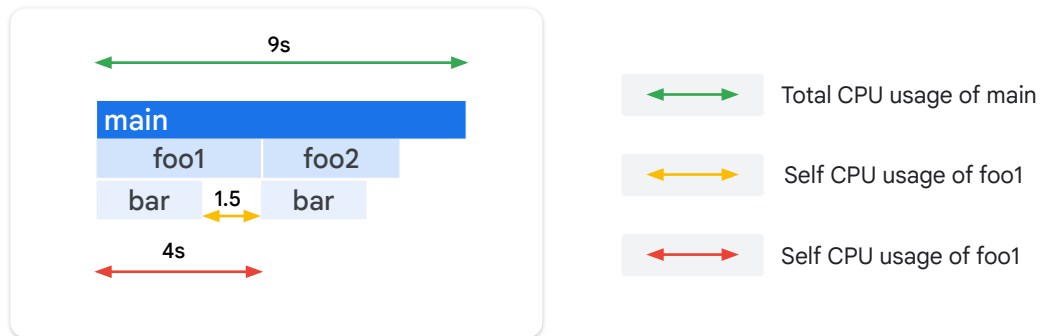 9s
main
foo1 foo2
bar 1.5 bar
4s
Total CPU usage of main
Self CPU usage of foo1
Self CPU usage of foo1